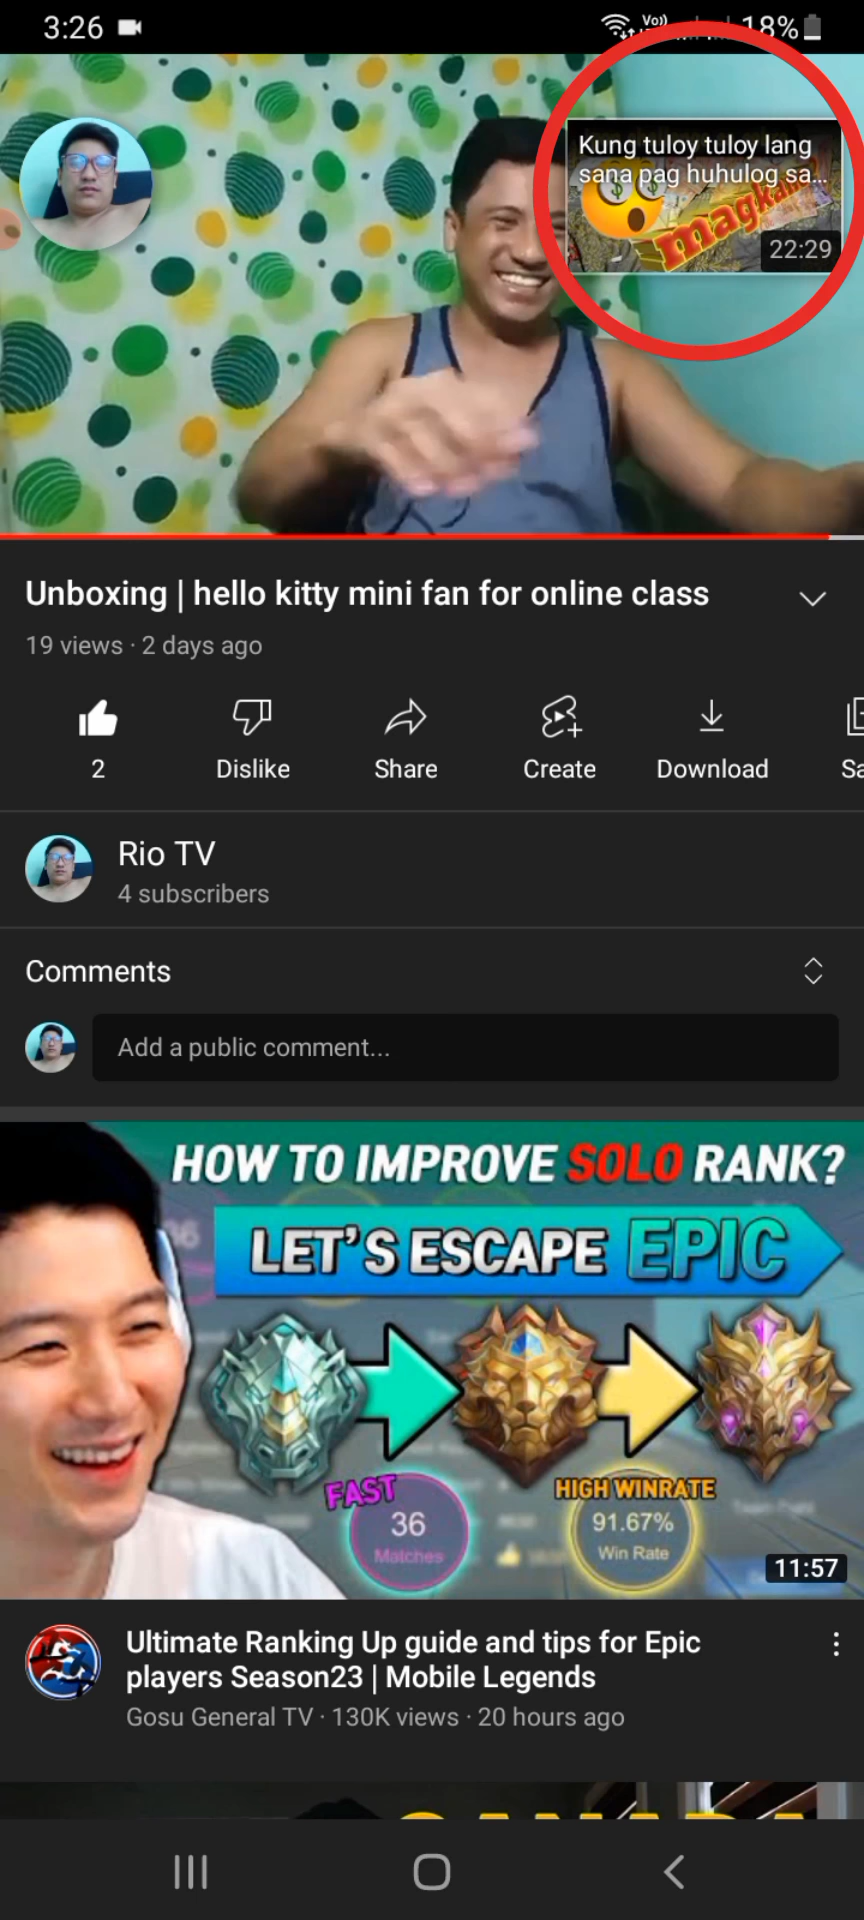 3:26
Vo))
18%
Kung tuloy tuloy lang
sana pag huhulog sa...
22:29
Unboxing | hello kitty mini fan for online class
19 views · 2 days ago
2
Dislike
Share
Create
Download
Sa
Rio TV
4 subscribers
Comments
Add a public comment...
HOW TO IMPROVE SOLO RANK?
LET'S ESCAPE EPIC
FAST
36
Matches
HIGH WINRATE
91.67%
Win Rate
11:57
Ultimate Ranking Up guide and tips for Epic
players Season23 | Mobile Legends
Gosu General TV · 130K views · 20 hours ago